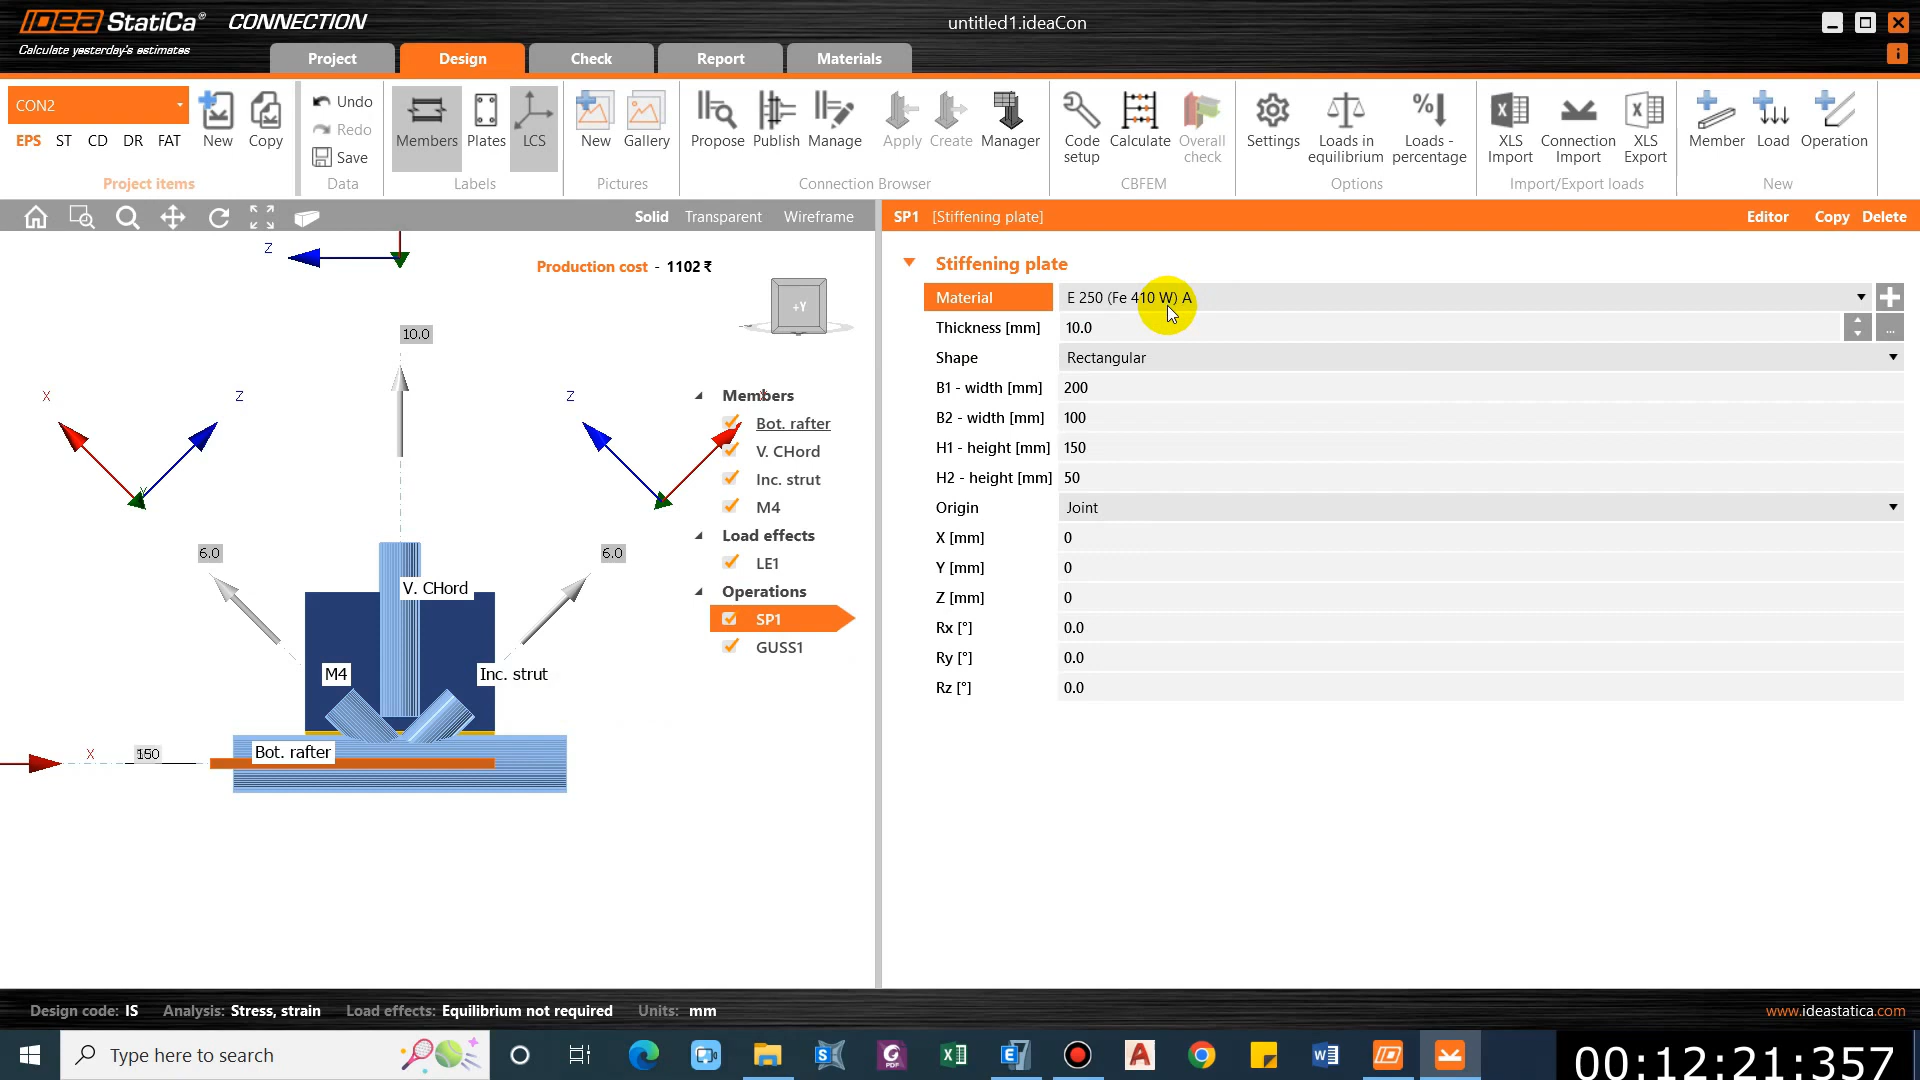 IDEA StatiCa® CONNECTION
Calculate yesterday's estimates
untitled1.ideaCon
i
Project
Design
Check
Report
Materials
CON2
EPS ST CD DR FAT
New
Copy
Project items
Undo
Redo
Save
Data
Members
Plates
LCS
Labels
New
Gallery
Pictures
Propose
Publish
Manage
Apply
Create
Manager
Connection Browser
Code setup
Calculate
Overall check
CBFEM
Settings
Loads in equilibrium
Loads - percentage
Options
XLS Import
Connection Import
XLS Export
Import/Export loads
Member
Load
Operation
New
Solid Transparent Wireframe
SP1 [Stiffening plate]
Editor Copy Delete
Production cost - 1102 ₹
+Y
Z
10.0
X
Z
Z
X
Y
6.0
6.0
V. CHord
M4
Inc. strut
Bot. rafter
X
150
Members
Bot. rafter
V. CHord
Inc. strut
M4
Load effects
LE1
Operations
SP1
GUSS1
Stiffening plate
Material E 250 (Fe 410 W) A
Thickness [mm] 10.0 ...
Shape Rectangular
B1 - width [mm] 200
B2 - width [mm] 100
H1 - height [mm] 150
H2 - height [mm] 50
Origin Joint
X [mm] 0
Y [mm] 0
Z [mm] 0
Rx [°] 0.0
Ry [°] 0.0
Rz [°] 0.0
Design code: IS Analysis: Stress, strain Load effects: Equilibrium not required Units: mm
www.ideastatica.com
Type here to search
00:12:21:357